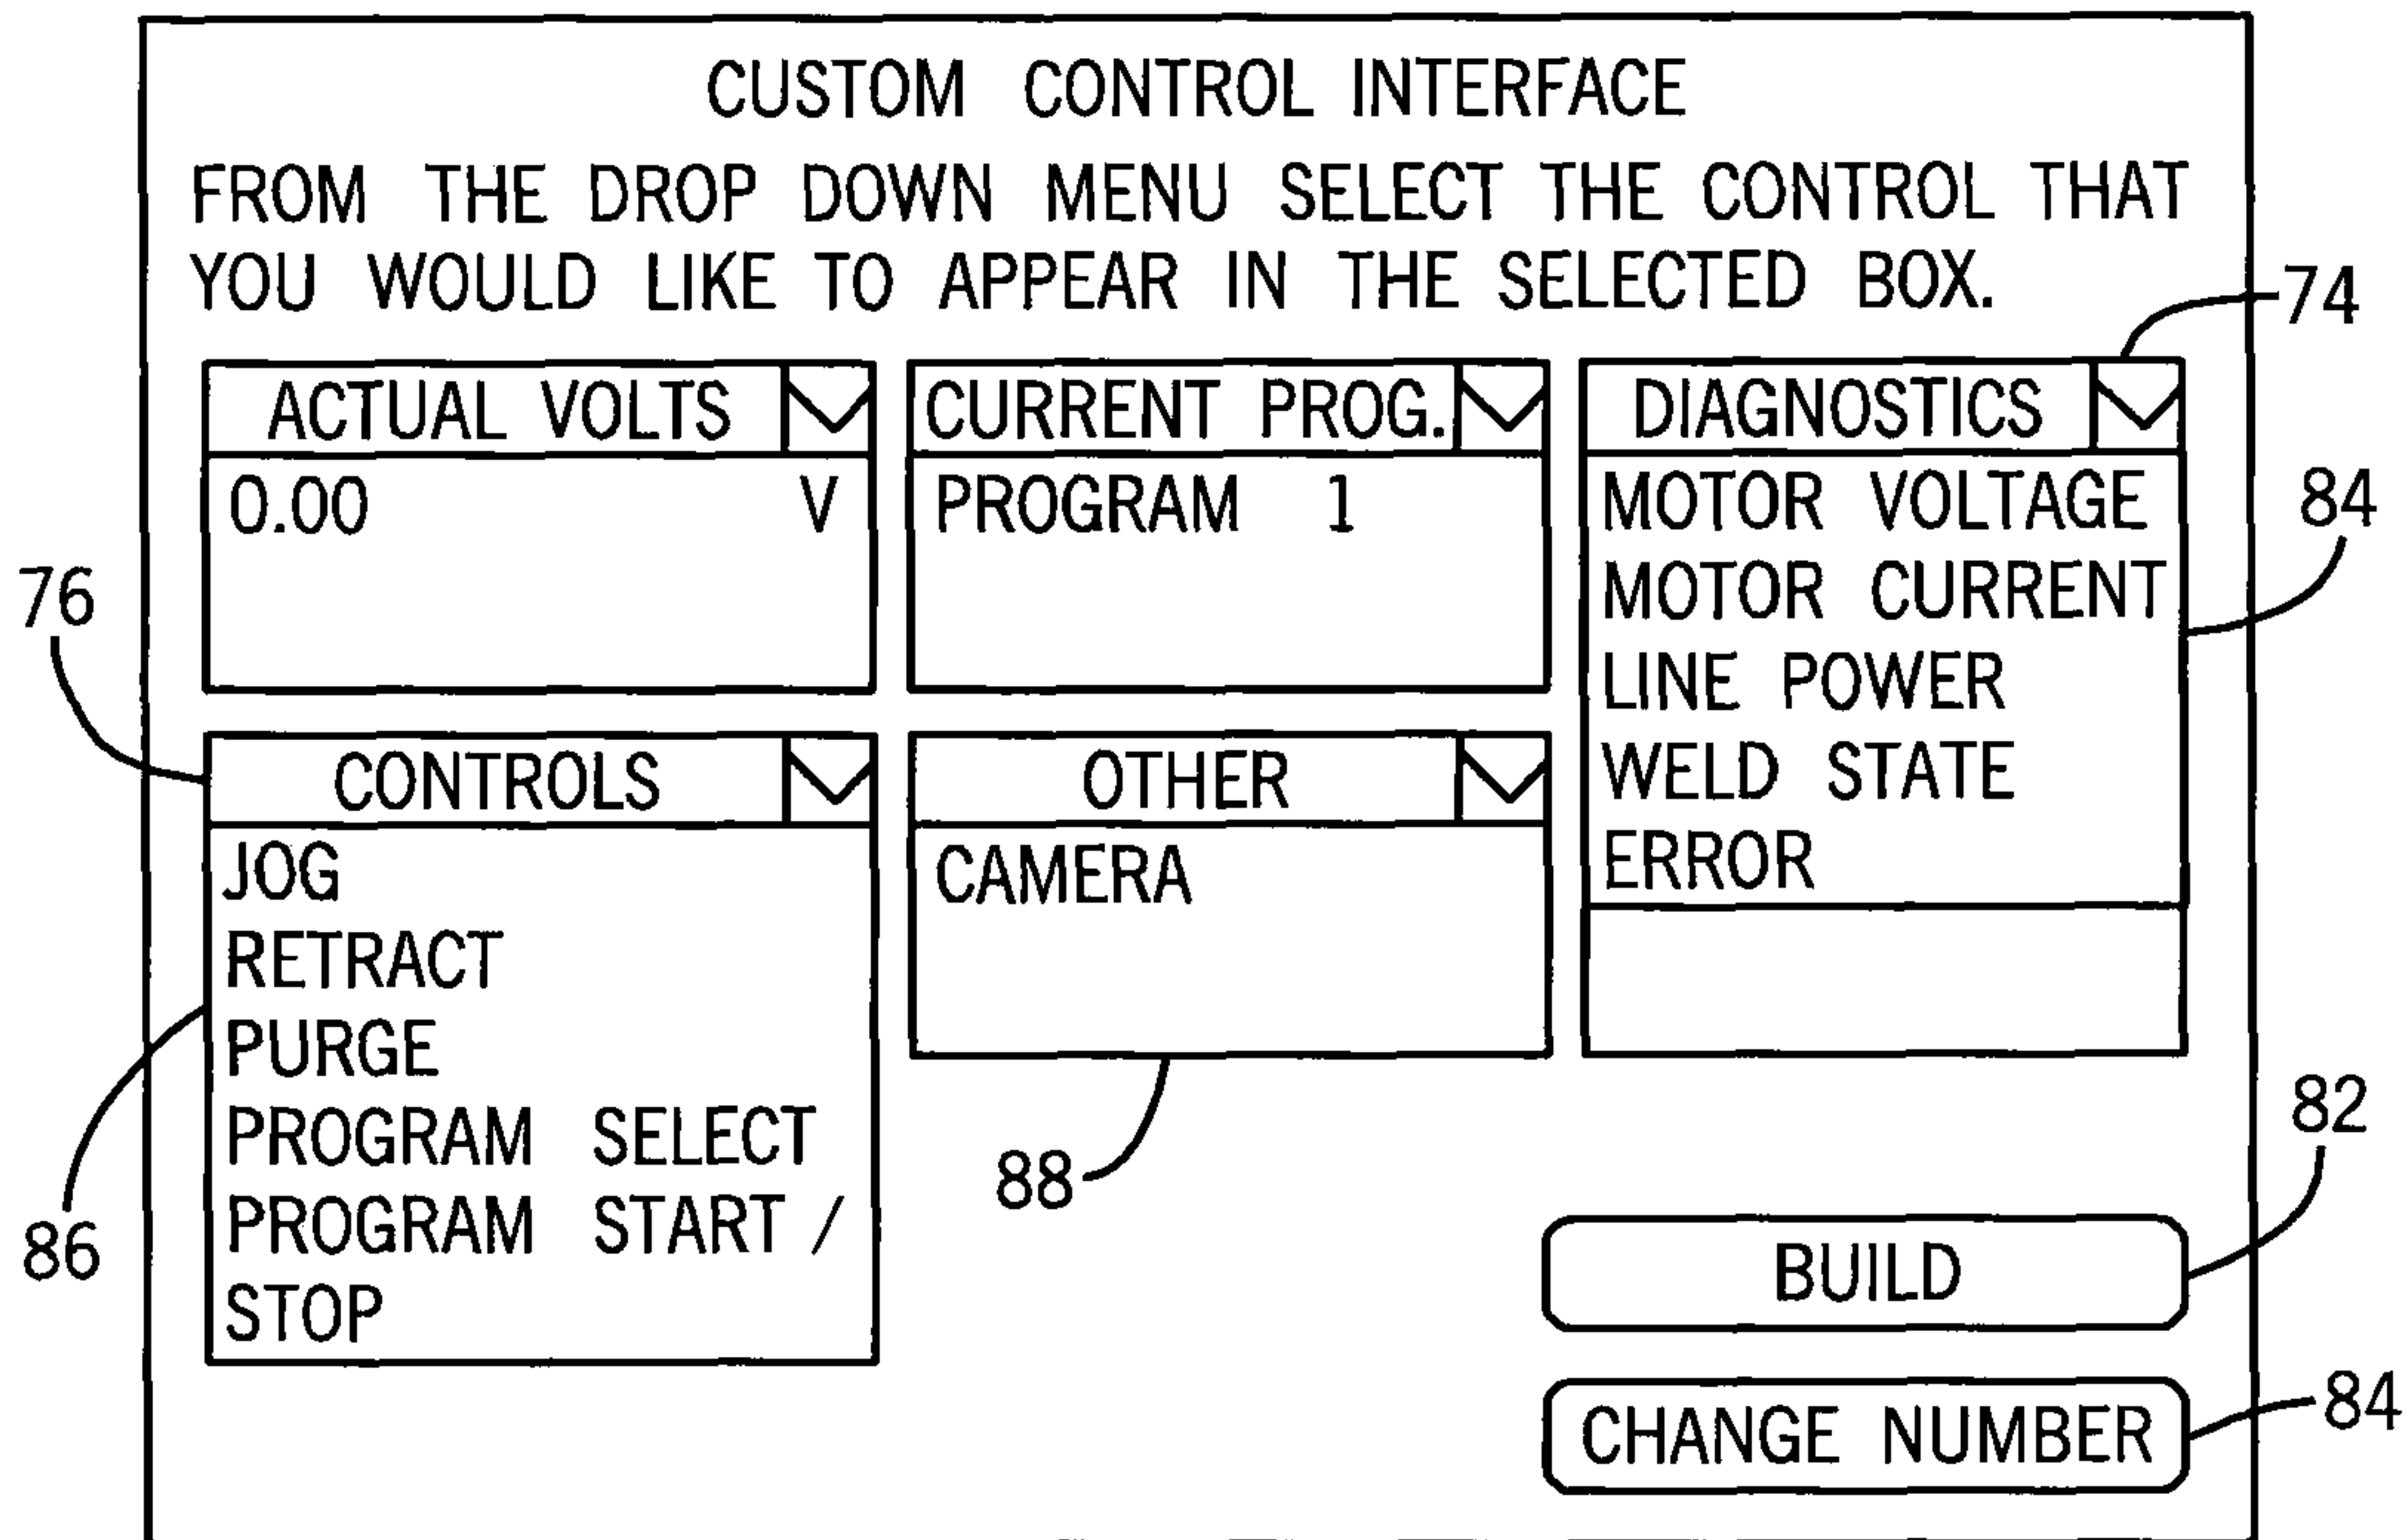 CUSTOM CONTROL INTERFACE
FROM THE DROP DOWN MENU SELECT THE CONTROL THAT
YOU WOULD LIKE TO APPEAR IN THE SELECTED BOX.
74
ACTUAL VOLTS
0.00 V
CURRENT PROG.
PROGRAM 1
DIAGNOSTICS
MOTOR VOLTAGE
MOTOR CURRENT
LINE POWER
WELD STATE
ERROR
84
76
CONTROLS
JOG
RETRACT
PURGE
PROGRAM SELECT
PROGRAM START /
STOP
86
OTHER
CAMERA
88
82
BUILD
CHANGE NUMBER
84